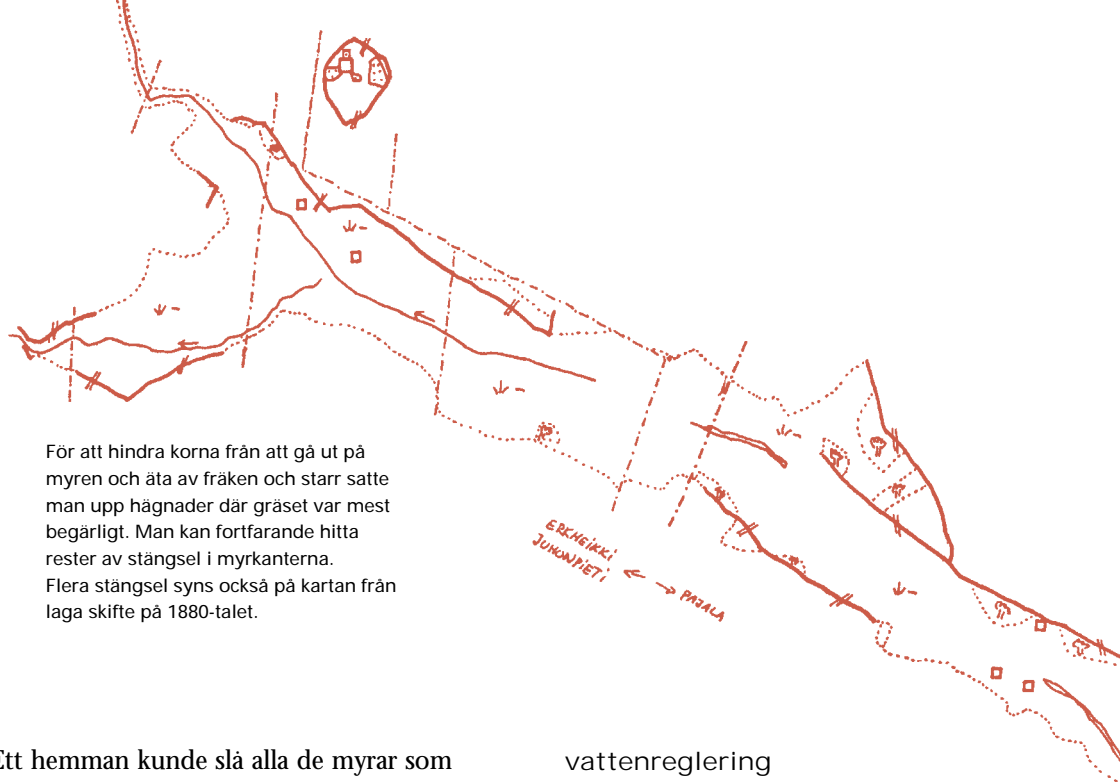 ERKHEIKKI
JUHONPIETI
PAJALA
För att hindra korna från att gå ut på
myren och äta av fräken och starr satte
man upp hägnader där gräset var mest
begärligt. Man kan fortfarande hitta
rester av stängsel i myrkanterna.
Flera stängsel syns också på kartan från
laga skifte på 1880-talet.
Ett hemman kunde slå alla de myrar som
vattenreglering